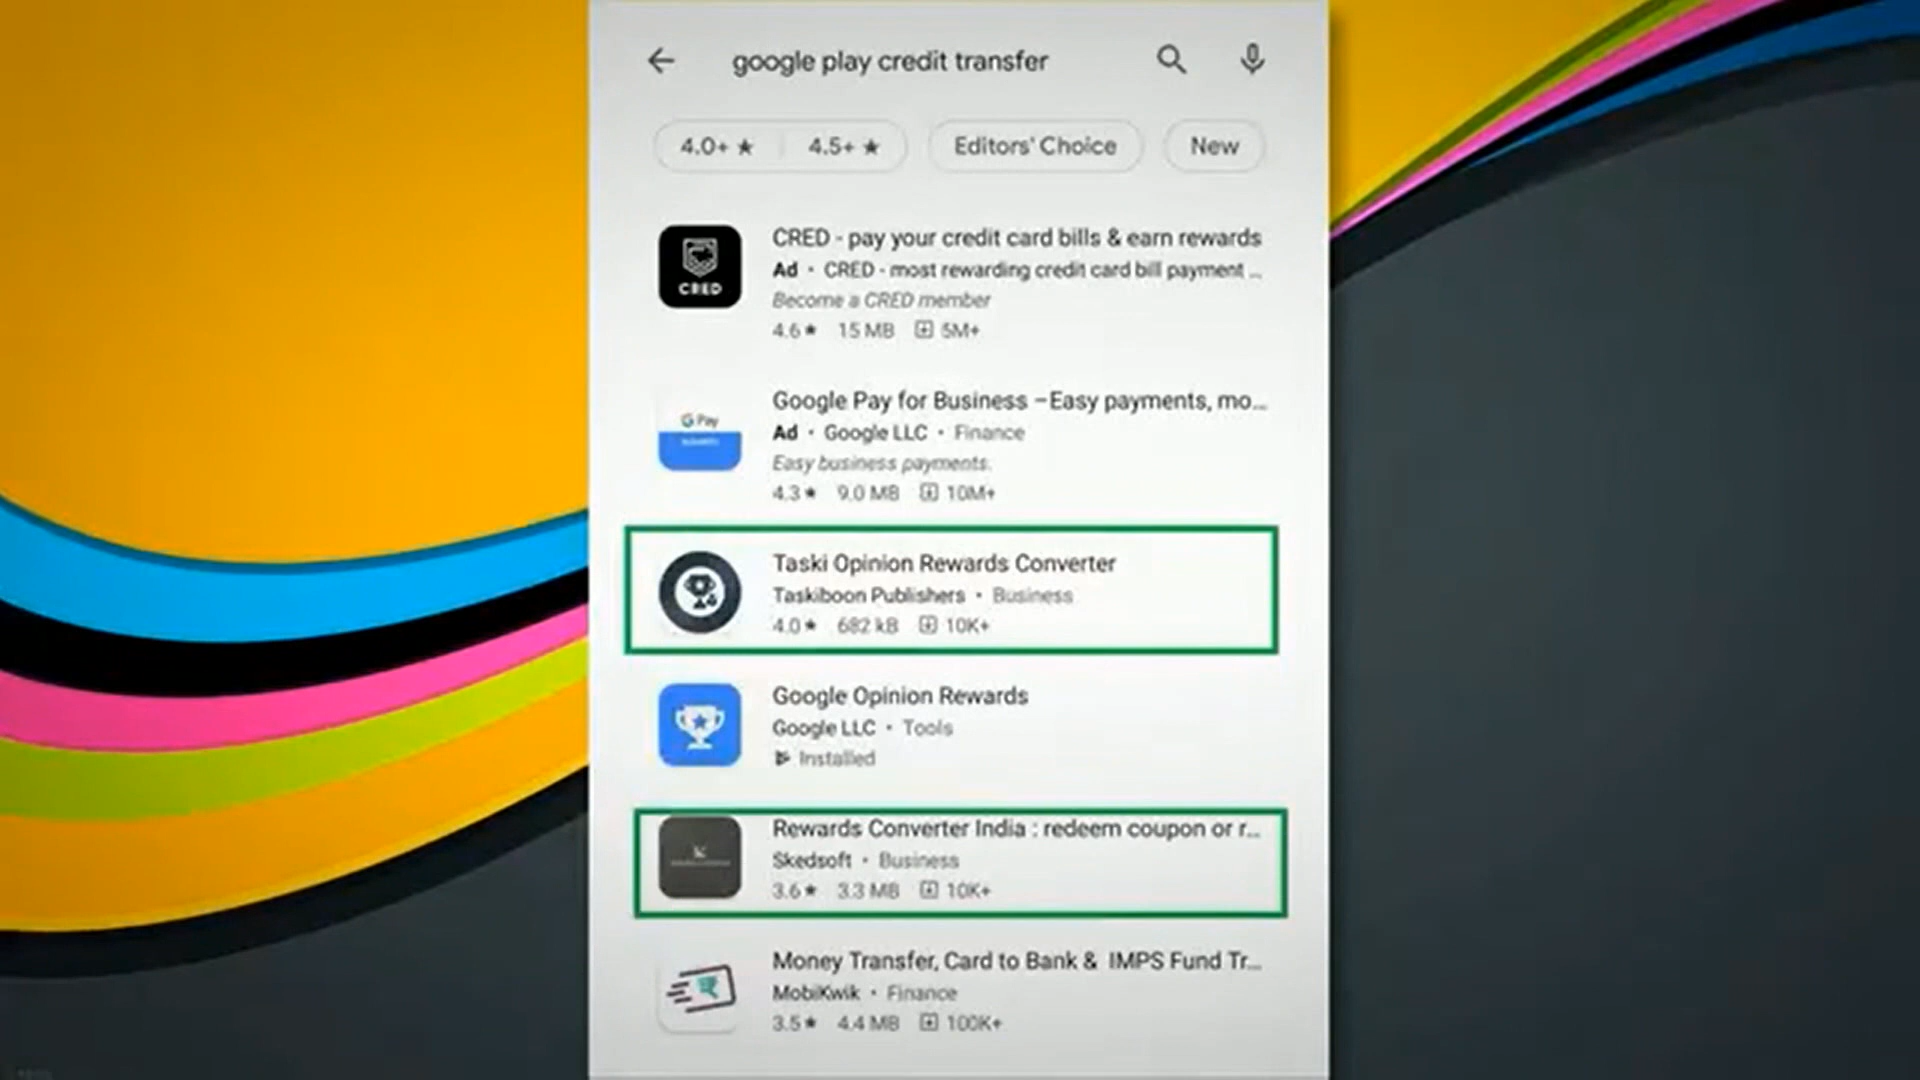 google play credit transfer
4.0+ ★ 4.5+ ★ Editors' Choice New
CRED - pay your credit card bills & earn rewards
Ad • CRED - most rewarding credit card bill payment ...
Become a CRED member
4.6★ 15 MB 5M+
CRED
Google Pay for Business –Easy payments, mo...
Ad • Google LLC • Finance
Easy business payments.
4.3★ 9.0 MB 10M+
G Pay
Taski Opinion Rewards Converter
Taskiboon Publishers • Business
4.0★ 682 kB 10K+
Google Opinion Rewards
Google LLC • Tools
Installed
Rewards Converter India : redeem coupon or r...
Skedsoft • Business
3.6★ 3.3 MB 10K+
Money Transfer, Card to Bank & IMPS Fund Tr...
MobiKwik • Finance
3.5★ 4.4 MB 100K+